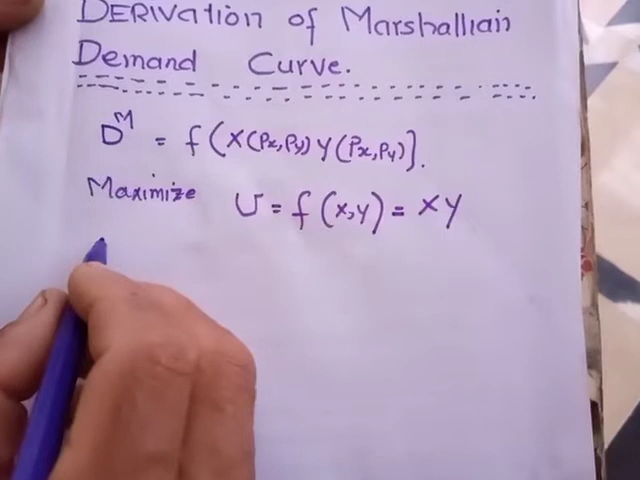 DERIVation of Marshallian
Demand Curve.
D^M = f(X(Px,Py) Y(Px,Py)].
Maximize U = f(x,y) = XY